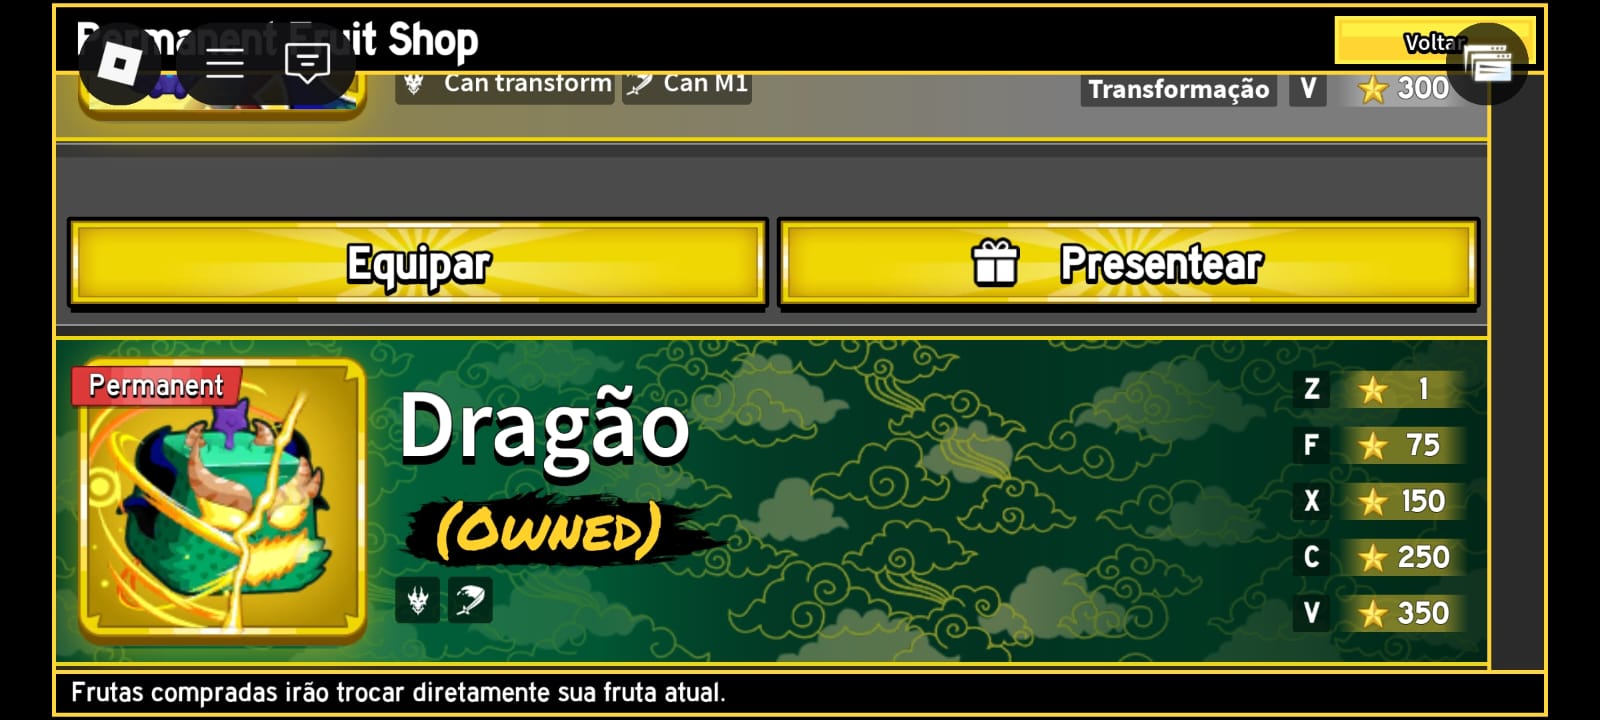 Permanent Fruit Shop
Voltar
Can transform
Can M1
Transformação
V
300
Equipar
Presentear
Permanent
Dragão
(OWNED)
Z 1
F 75
X 150
C 250
V 350
Frutas compradas irão trocar diretamente sua fruta atual.